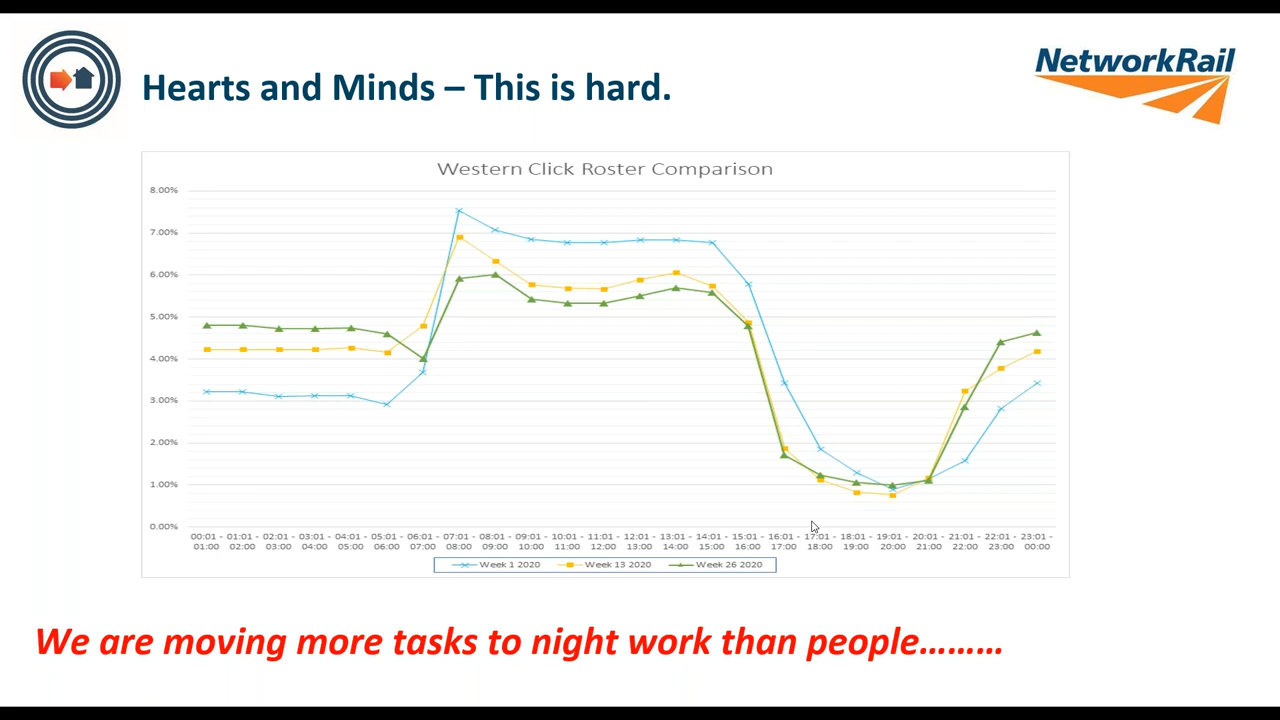 Hearts and Minds – This is hard.
NetworkRail
Western Click Roster Comparison
8.00%
7.00%
6.00%
5.00%
4.00%
3.00%
2.00%
1.00%
0.00%
00:01 - 01:01 - 02:01 - 03:01 - 04:01 - 05:01 - 06:01 - 07:01 - 08:01 - 09:01 - 10:01 - 11:01 - 12:01 - 13:01 - 14:01 - 15:01 - 16:01 - 17:01 - 18:01 - 19:01 - 20:01 - 21:01 - 22:01 - 23:01 -
01:00 02:00 03:00 04:00 05:00 06:00 07:00 08:00 09:00 10:00 11:00 12:00 13:00 14:00 15:00 16:00 17:00 18:00 19:00 20:00 21:00 22:00 23:00 00:00
Week 1 2020 Week 13 2020 Week 26 2020
We are moving more tasks to night work than people………